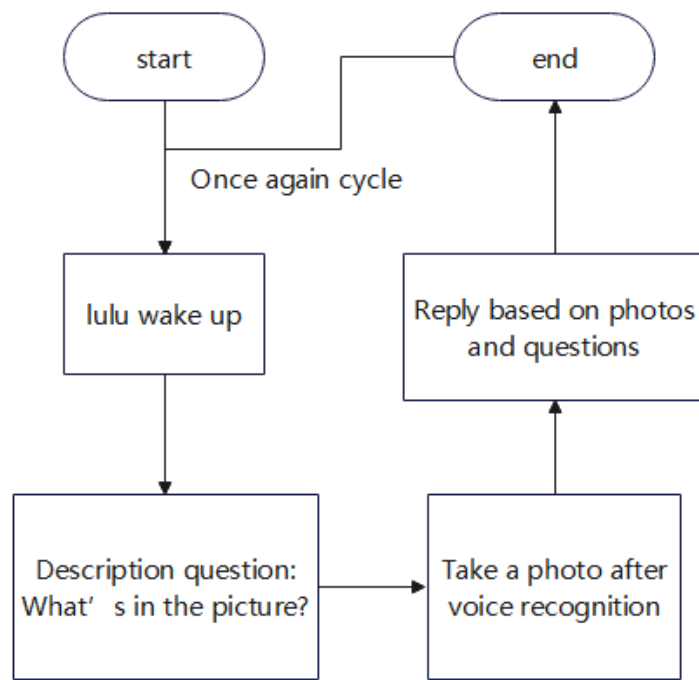 start
end
Once again cycle
lulu wake up
Reply based on photos
and questions
Description question:
What' s in the picture?
Take a photo after
voice recognition